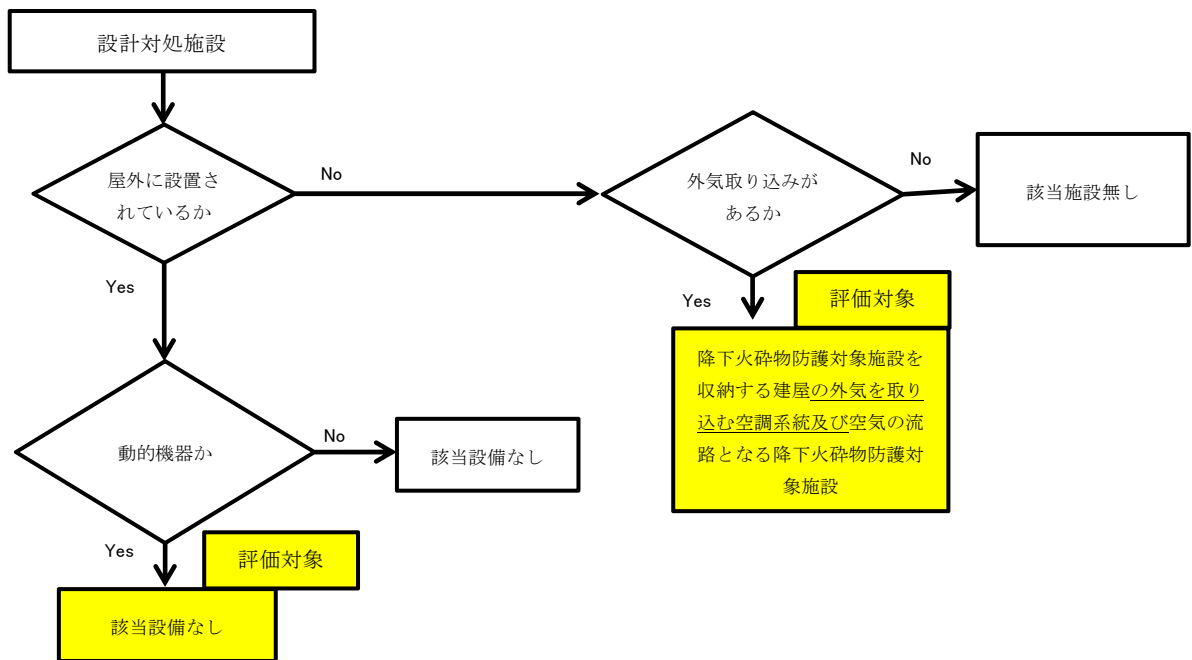 設計対処施設
屋外に設置さ
れているか
No
外気取り込みが
あるか
No
該当施設無し
Yes
Yes
評価対象
降下火砕物防護対象施設を
収納する建屋の外気を取り
込む空調系統及び空気の流
路となる降下火砕物防護対
象施設
動的機器か
No
該当設備なし
Yes
評価対象
該当設備なし